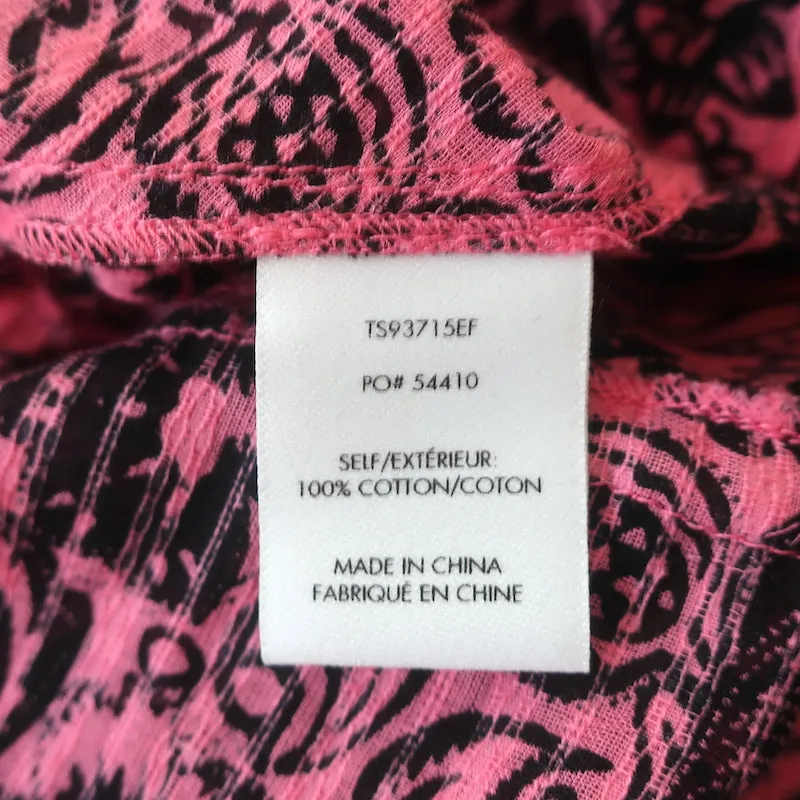 TS93715EF
PO# 54410
SELF/EXTÉRIEUR:
100% COTTON/COTON
MADE IN CHINA
FABRIQUÉ EN CHINE